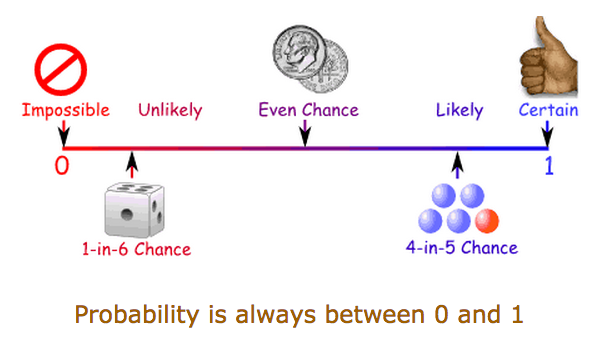 Impossible Unlikely Even Chance Likely Certain
0 1
1-in-6 Chance 4-in-5 Chance
Probability is always between 0 and 1